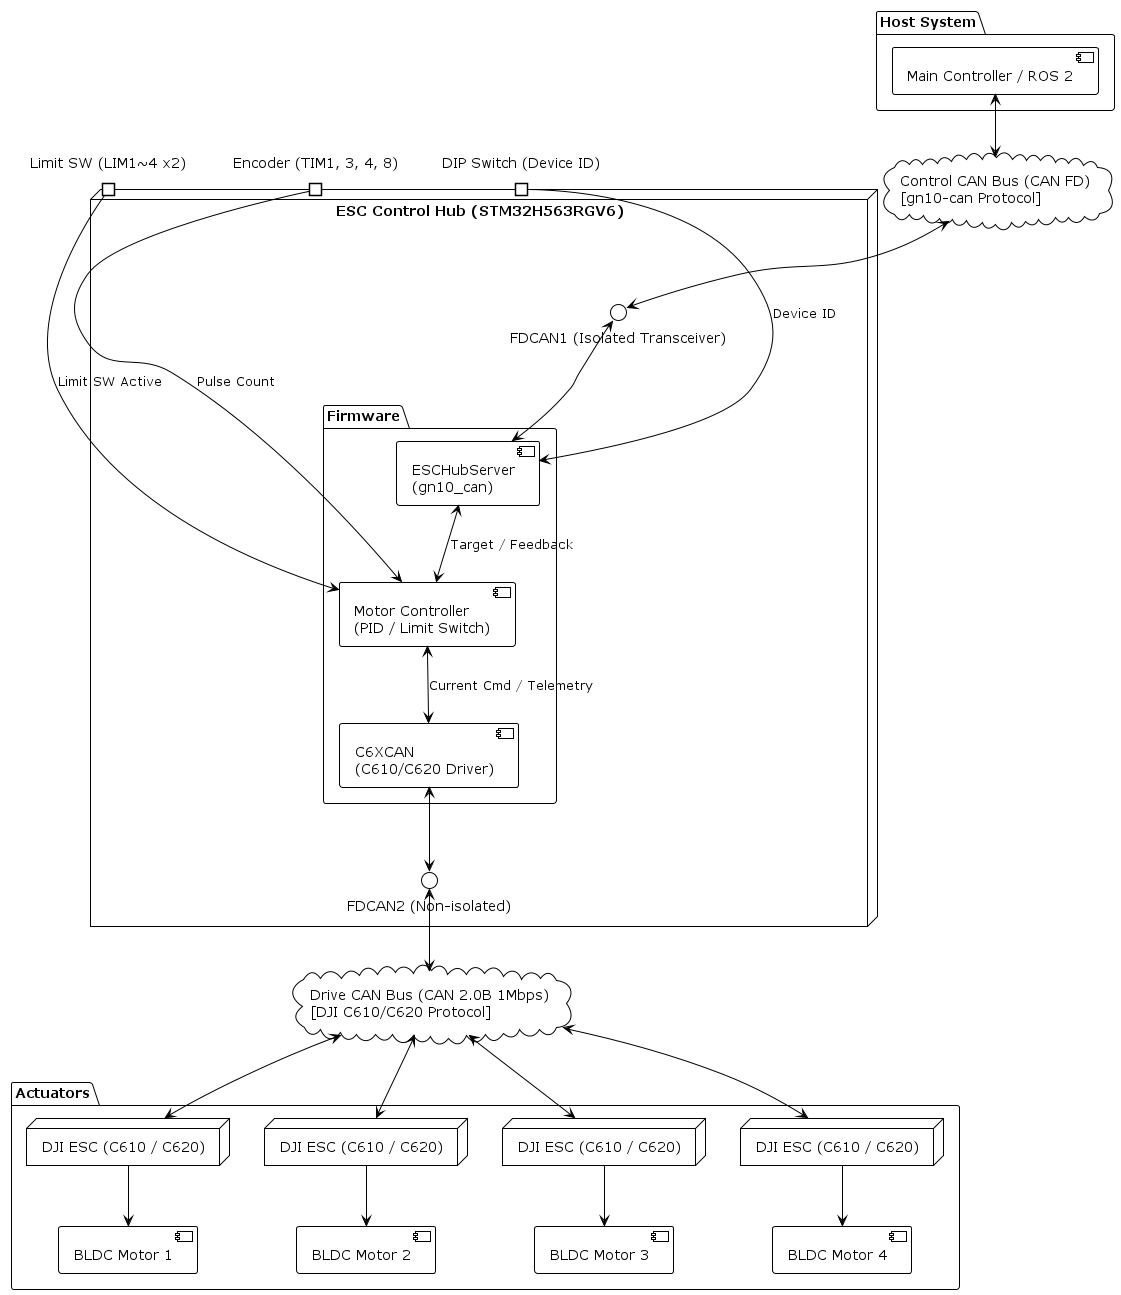 Host System
Main Controller / ROS 2
Limit SW (LIM1~4 x2)
Encoder (TIM1, 3, 4, 8)
DIP Switch (Device ID)
Control CAN Bus (CAN FD)
[gn10-can Protocol]
ESC Control Hub (STM32H563RGV6)
Device ID
FDCAN1 (Isolated Transceiver)
Limit SW Active
Pulse Count
Firmware
ESCHubServer
(gn10_can)
Target / Feedback
Motor Controller
(PID / Limit Switch)
Current Cmd / Telemetry
C6XCAN
(C610/C620 Driver)
FDCAN2 (Non-isolated)
Drive CAN Bus (CAN 2.0B 1Mbps)
[DJI C610/C620 Protocol]
Actuators
DJI ESC (C610 / C620)
DJI ESC (C610 / C620)
DJI ESC (C610 / C620)
DJI ESC (C610 / C620)
BLDC Motor 1
BLDC Motor 2
BLDC Motor 3
BLDC Motor 4